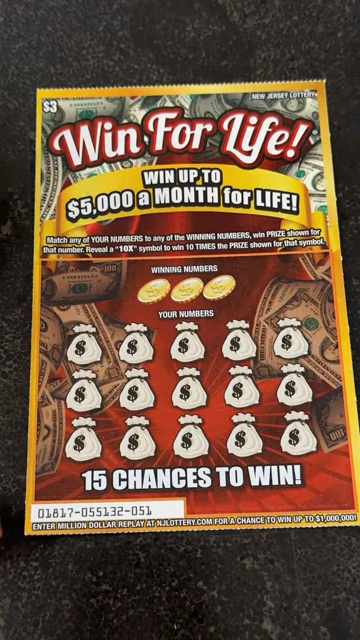 $3
NEW JERSEY LOTTERY
Win For Life!
WIN UP TO
$5,000 a MONTH for LIFE!
Match any of YOUR NUMBERS to any of the WINNING NUMBERS, win PRIZE shown for
that number. Reveal a "10X" symbol to win 10 TIMES the PRIZE shown for that symbol.
WINNING NUMBERS
YOUR NUMBERS
15 CHANCES TO WIN!
01817-055132-051
ENTER MILLION DOLLAR REPLAY AT NJLOTTERY.COM FOR A CHANCE TO WIN UP TO $1,000,000!